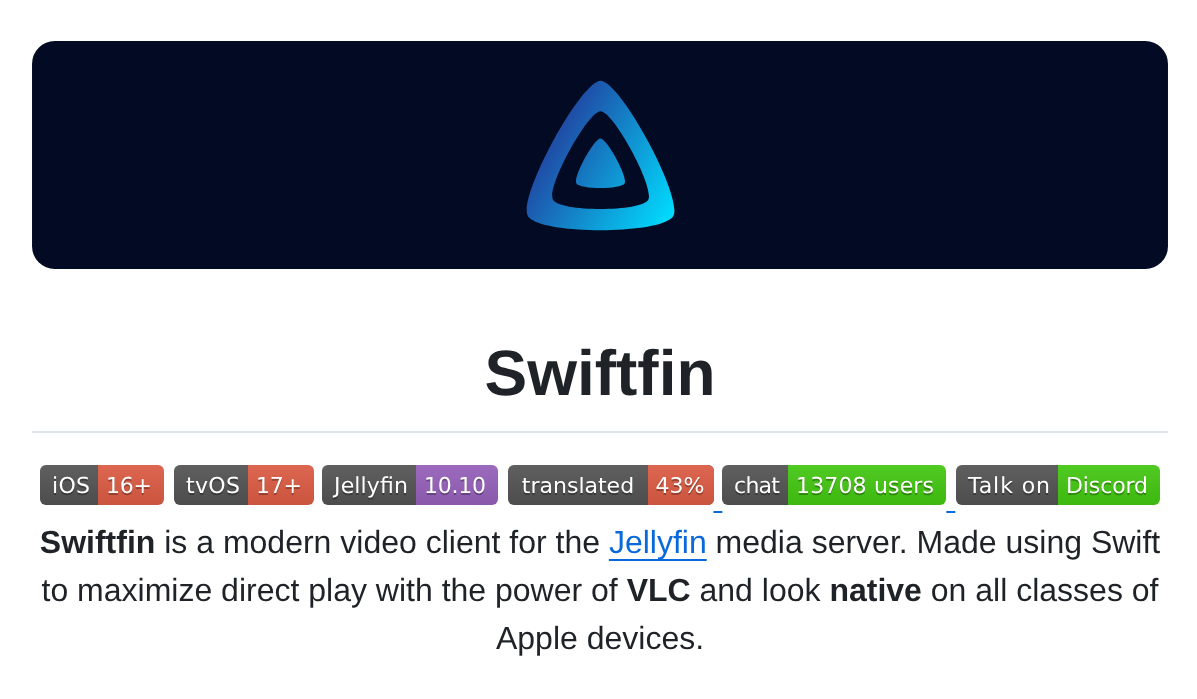 Swiftfin
iOS 16+ tvOS 17+ Jellyfin 10.10 translated 43% chat 13708 users Talk on Discord
Swiftfin is a modern video client for the Jellyfin media server. Made using Swift
to maximize direct play with the power of VLC and look native on all classes of
Apple devices.